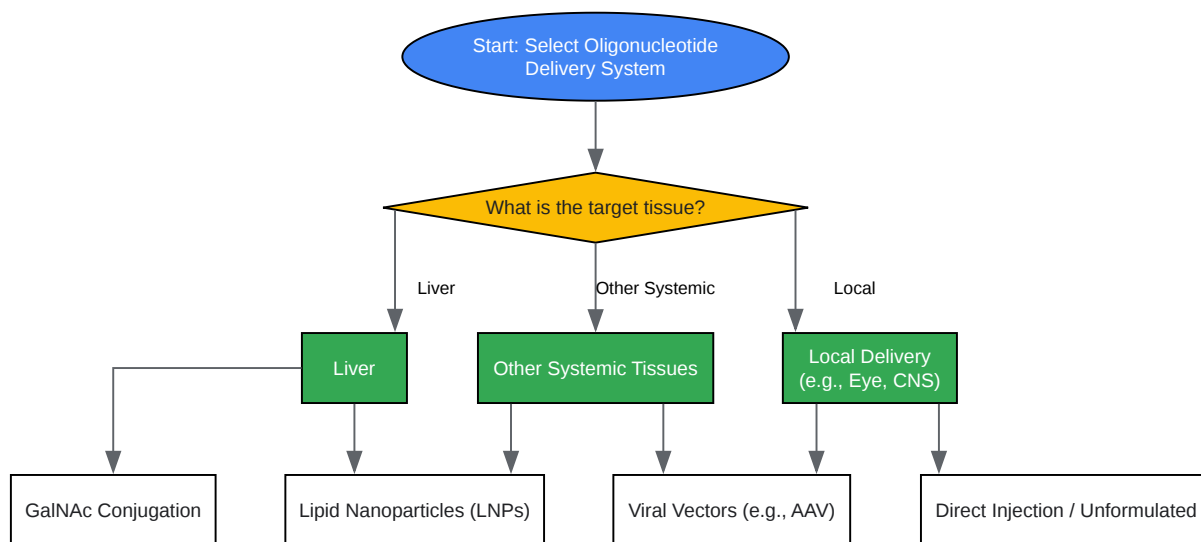 Start: Select Oligonucleotide
Delivery System
What is the target tissue?
Liver
Other Systemic
Local
Liver
Other Systemic Tissues
Local Delivery
(e.g., Eye, CNS)
GalNAc Conjugation
Lipid Nanoparticles (LNPs)
Viral Vectors (e.g., AAV)
Direct Injection / Unformulated